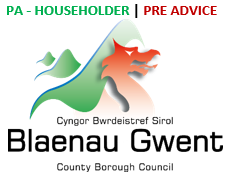 PA - HOUSEHOLDER | PRE ADVICE
Cyngor Bwrdeistref Sirol
Blaenau Gwent
County Borough Council